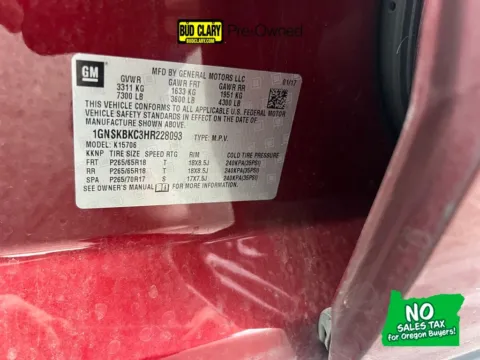 BUD CLARY Pre-Owned
GM
MFD BY GENERAL MOTORS LLC 01/17
GVWR GAWR FRT GAWR RR
3311 KG 1633 KG 1951 KG
7300 LB 3600 LB 4300 LB
THIS VEHICLE CONFORMS TO ALL APPLICABLE U.S. FEDERAL MOTOR
VEHICLE SAFETY STANDARDS IN EFFECT ON THE DATE OF
MANUFACTURE SHOWN ABOVE.
1GNSKBKC3HR228093 TYPE: M.P.V.
MODEL: K15706
KKNP TIRE SIZE SPEED RTG RIM COLD TIRE PRESSURE
FRT P265/65R18 T 18X8.5J 240KPA(35PSI)
RR P265/65R18 T 18X8.5J 240KPA(35PSI)
SPA P265/70R17 S 17X7.5J 240KPA(35PSI)
SEE OWNER'S MANUAL FOR MORE INFORMATION.
NO
SALES TAX
for Oregon Buyers!